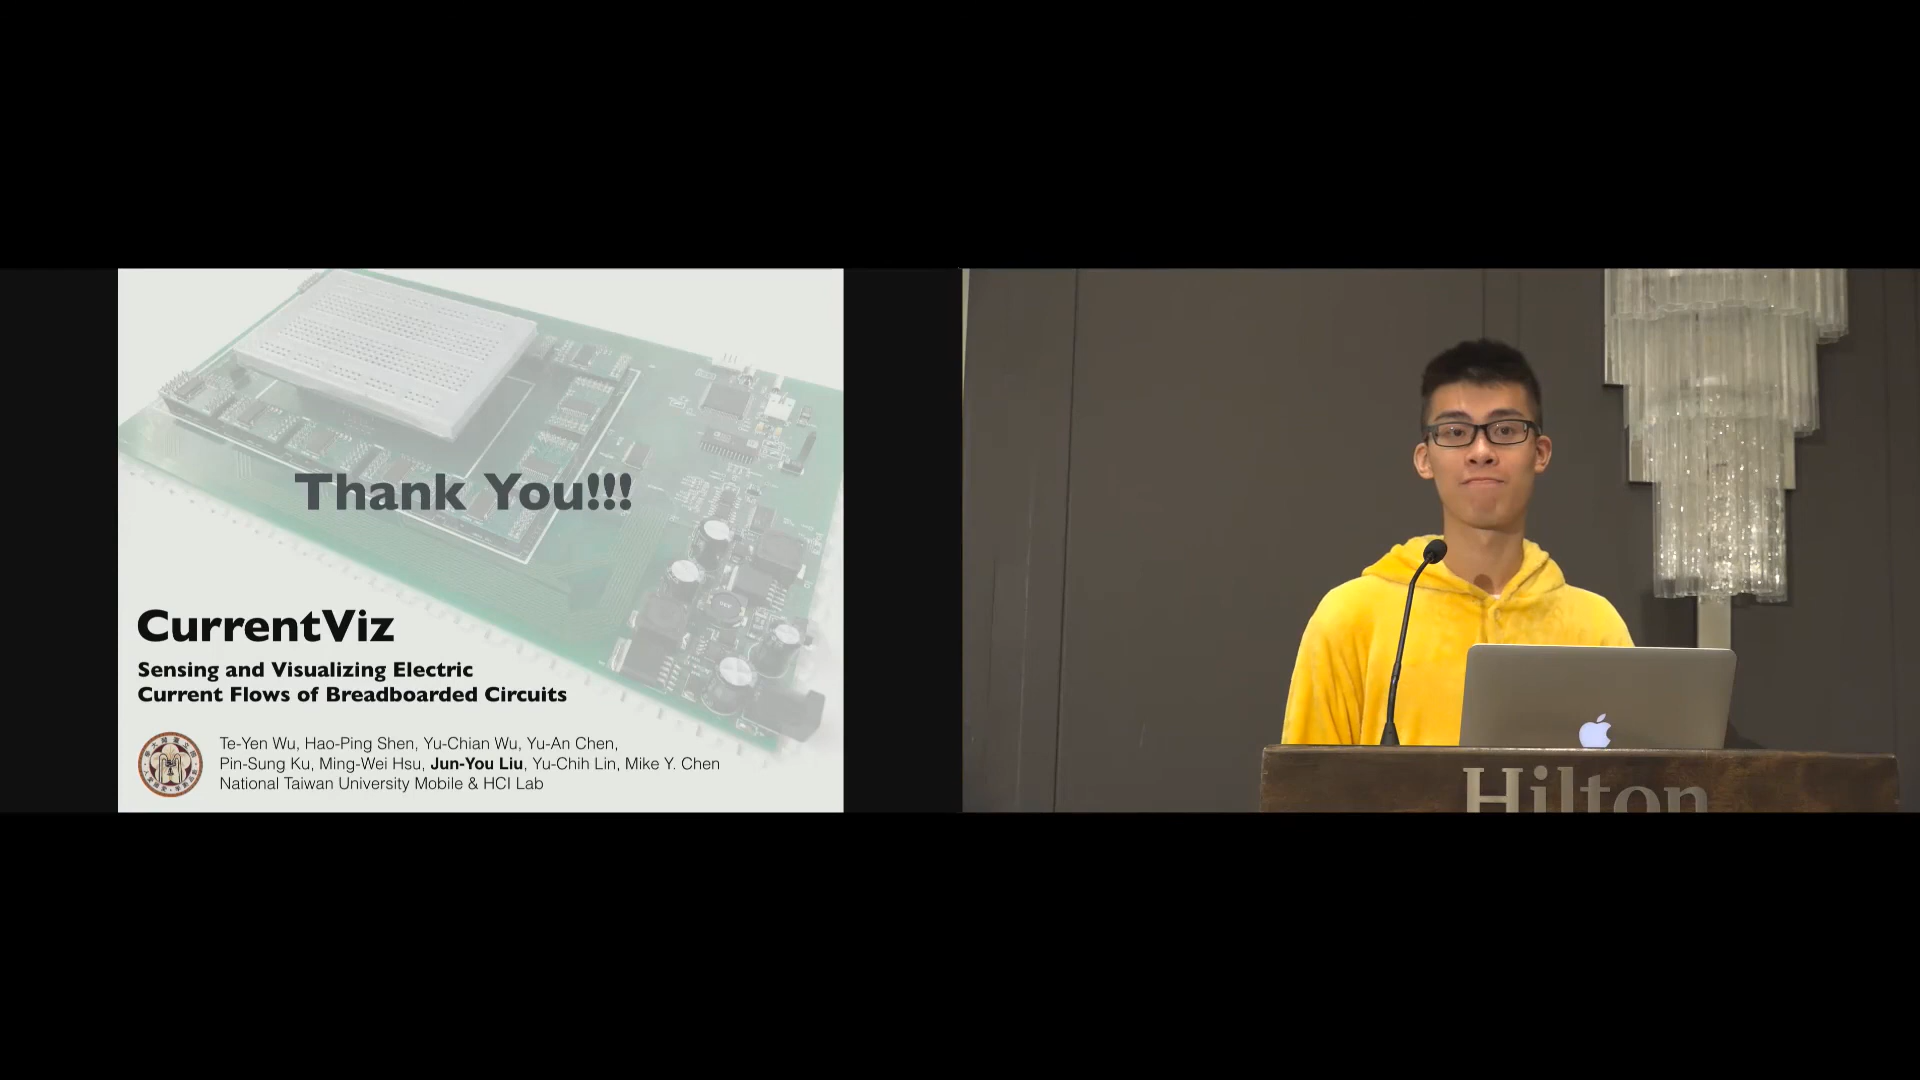 Thank You!!!
CurrentViz
Sensing and Visualizing Electric
Current Flows of Breadboarded Circuits
Te-Yen Wu, Hao-Ping Shen, Yu-Chian Wu, Yu-An Chen,
Pin-Sung Ku, Ming-Wei Hsu, Jun-You Liu, Yu-Chih Lin, Mike Y. Chen
National Taiwan University Mobile & HCI Lab
Hilton